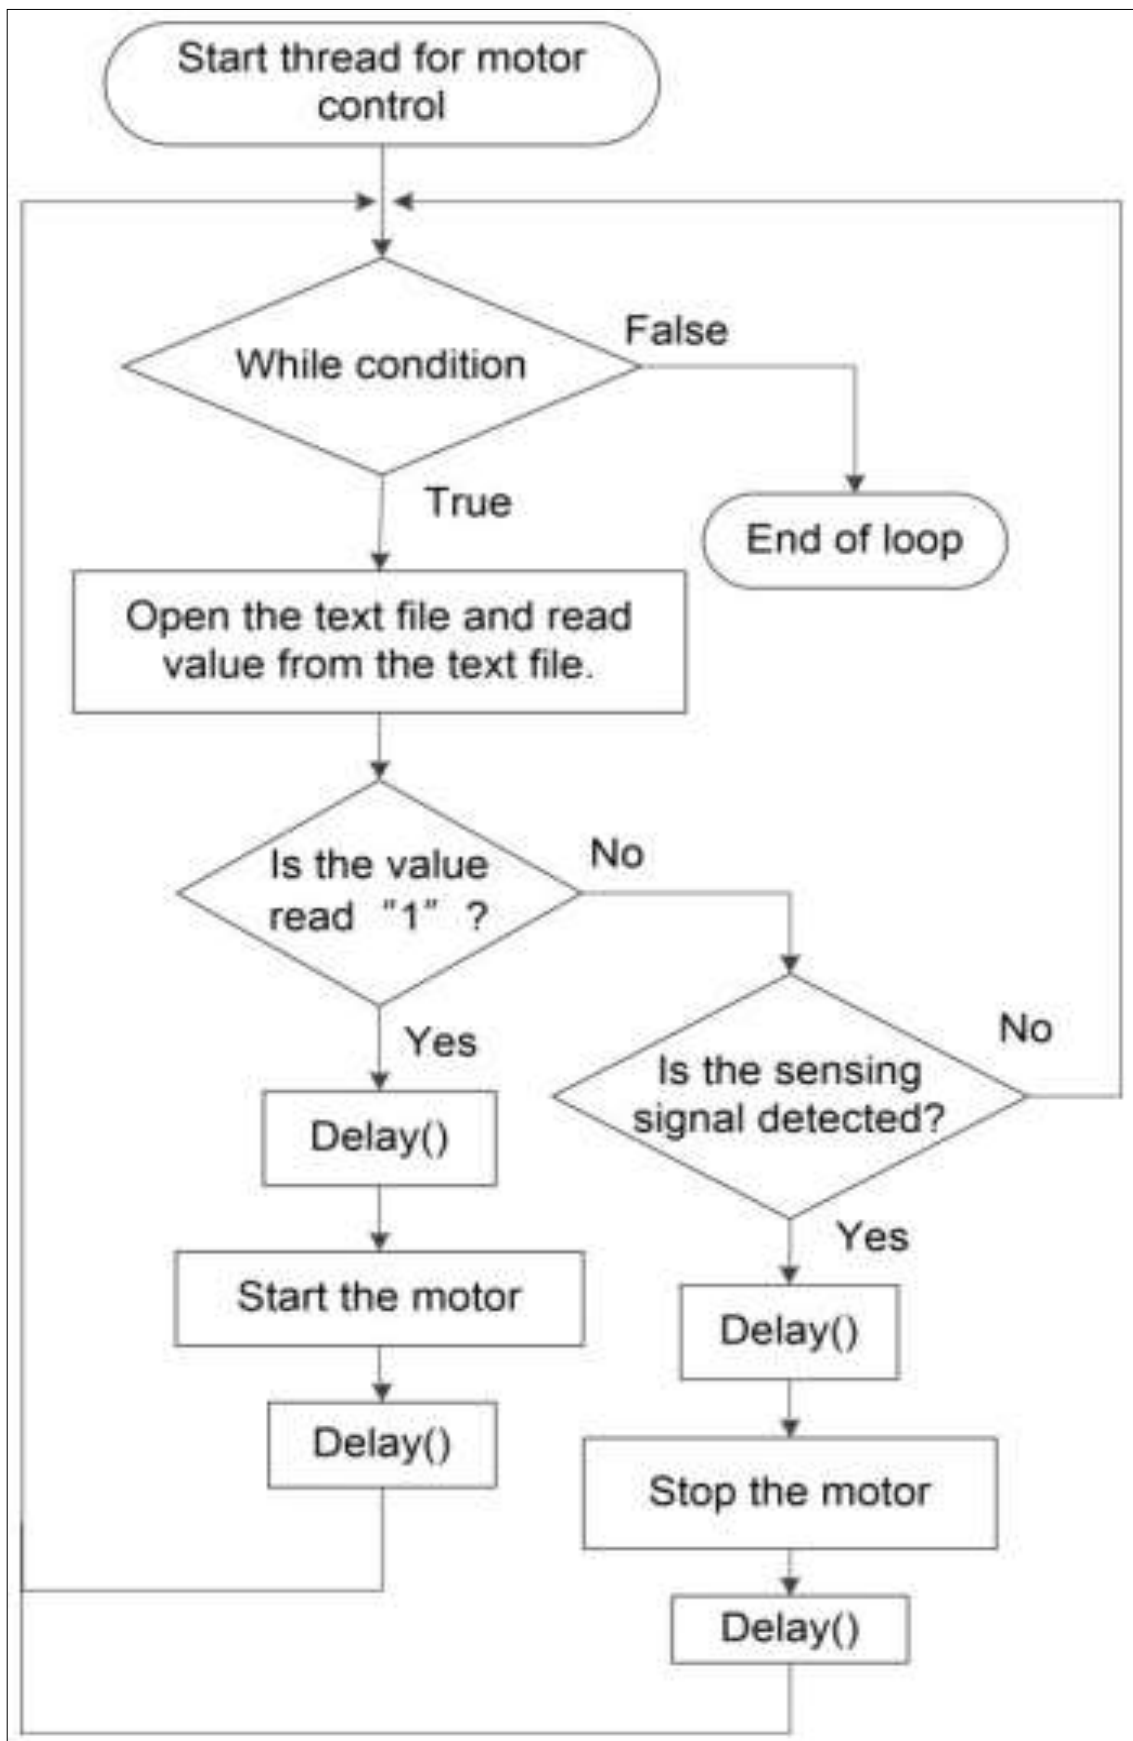 Start thread for motor
control
While condition
False
True
End of loop
Open the text file and read
value from the text file.
Is the value
read “1” ?
No
Yes
Is the sensing
signal detected?
No
Delay()
Start the motor
Yes
Delay()
Delay()
Stop the motor
Delay()